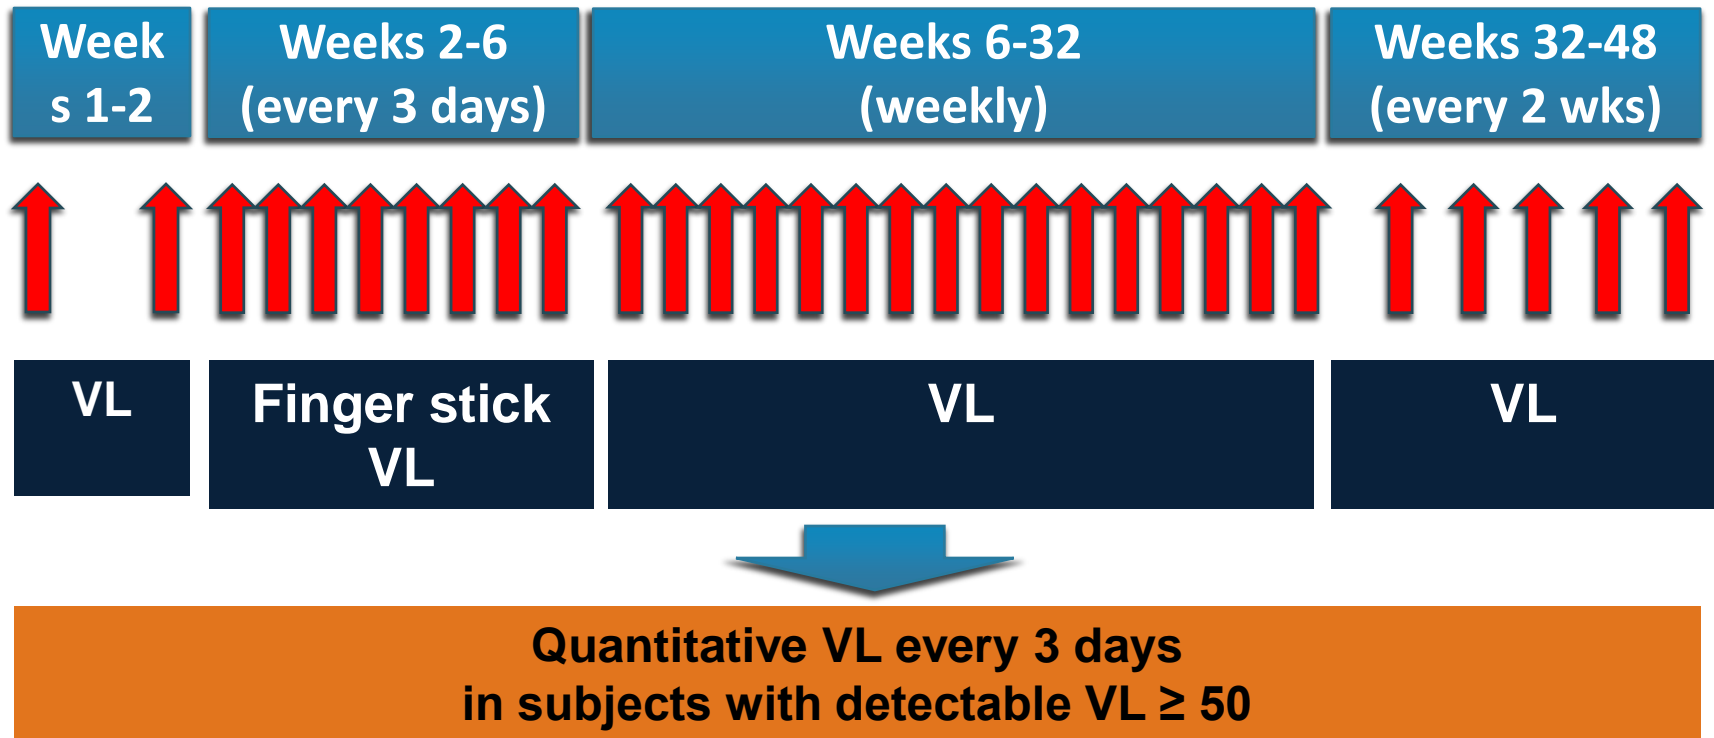 Week
s 1-2
Weeks 2-6
(every 3 days)
Weeks 6-32
(weekly)
Weeks 32-48
(every 2 wks)
VL
Finger stick
VL
VL
VL
Quantitative VL every 3 days
in subjects with detectable VL ≥ 50